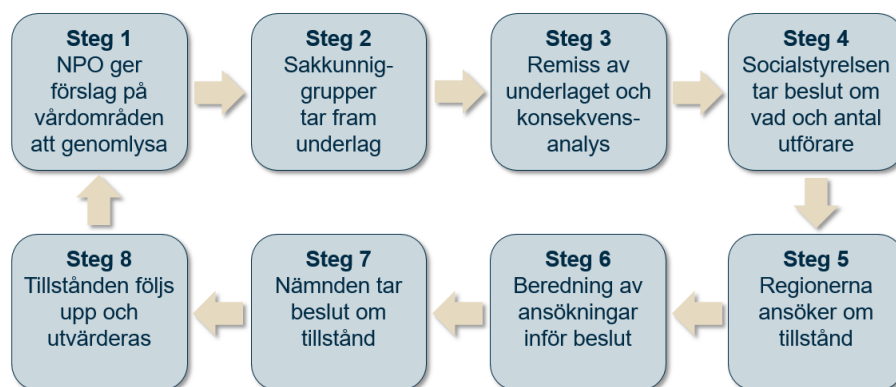 Steg 1
NPO ger
förslag på
vårdområden
att genomlysa
Steg 2
Sakkunnig-
grupper
tar fram
underlag
Steg 3
Remiss av
underlaget och
konsekvens-
analys
Steg 4
Socialstyrelsen
tar beslut om
vad och antal
utförare
Steg 5
Regionerna
ansöker om
tillstånd
Steg 6
Beredning av
ansökningar
inför beslut
Steg 7
Nämnden tar
beslut om
tillstånd
Steg 8
Tillstånden följs
upp och
utvärderas